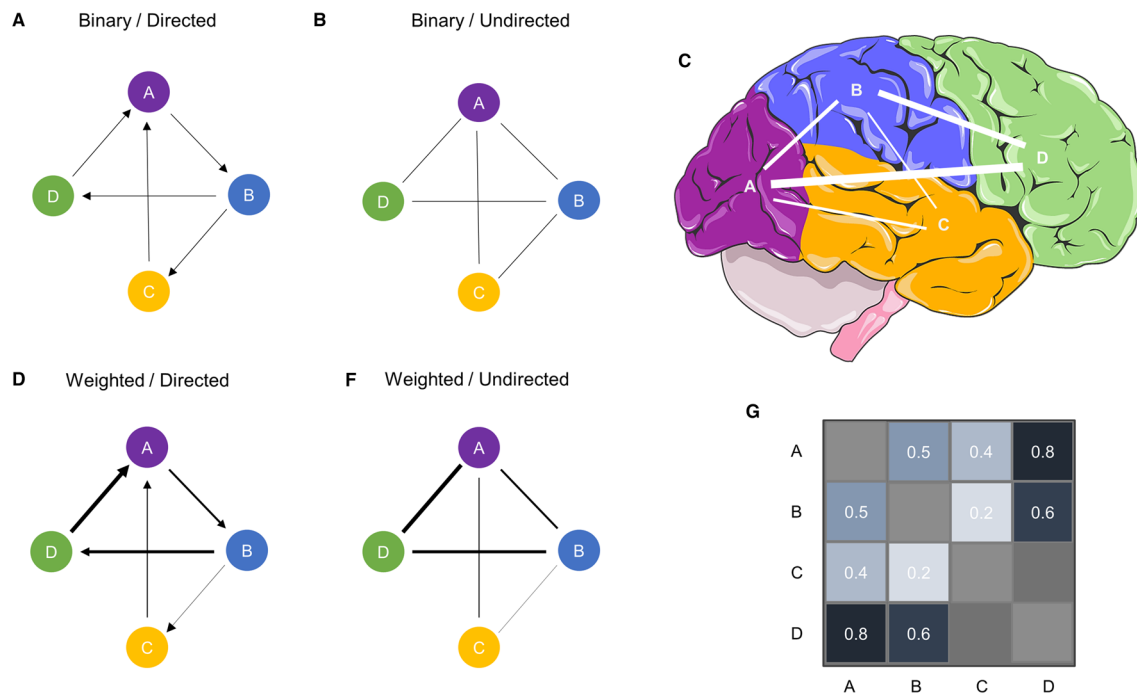 A Binary / Directed
A
D
B
C
B Binary / Undirected
A
D
B
C
C
B
D
A
C
D Weighted / Directed
A
D
B
C
F Weighted / Undirected
A
D
B
C
G
A 0.5 0.4 0.8
B 0.5 0.2 0.6
C 0.4 0.2
D 0.8 0.6
A B C D